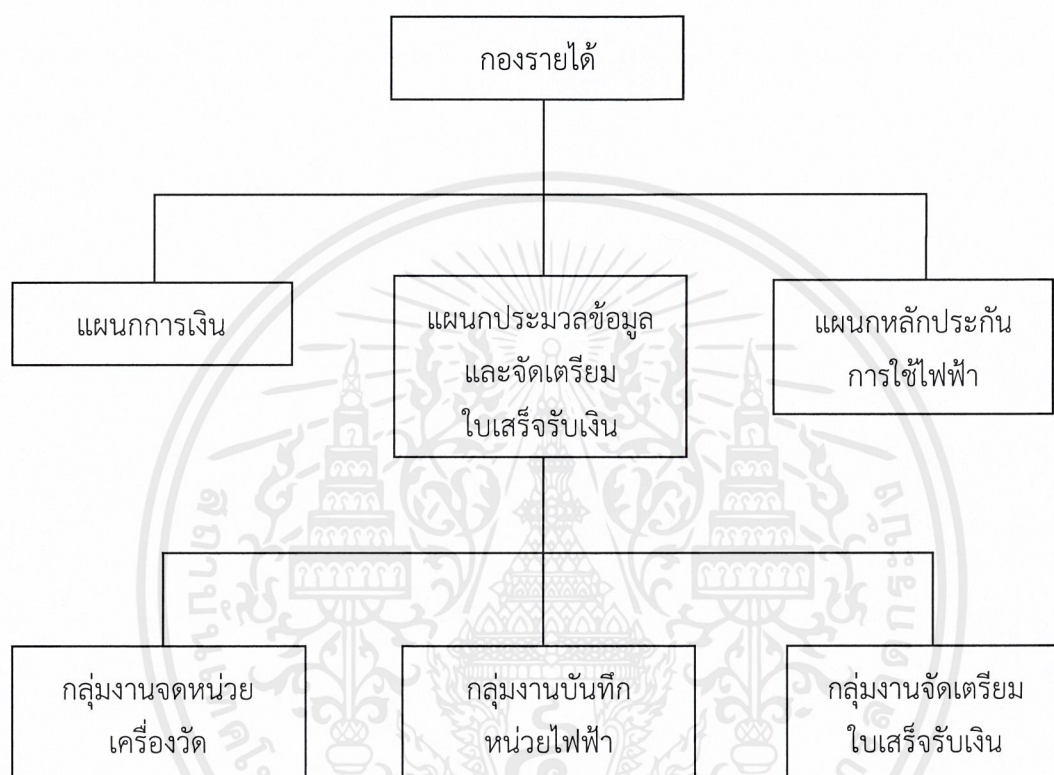 กองรายได้
แผนกการเงิน
แผนกประมวลข้อมูล
และจัดเตรียม
ใบเสร็จรับเงิน
แผนกหลักประกัน
การใช้ไฟฟ้า
กลุ่มงานจดหน่วย
เครื่องวัด
กลุ่มงานบันทึก
หน่วยไฟฟ้า
กลุ่มงานจัดเตรียม
ใบเสร็จรับเงิน